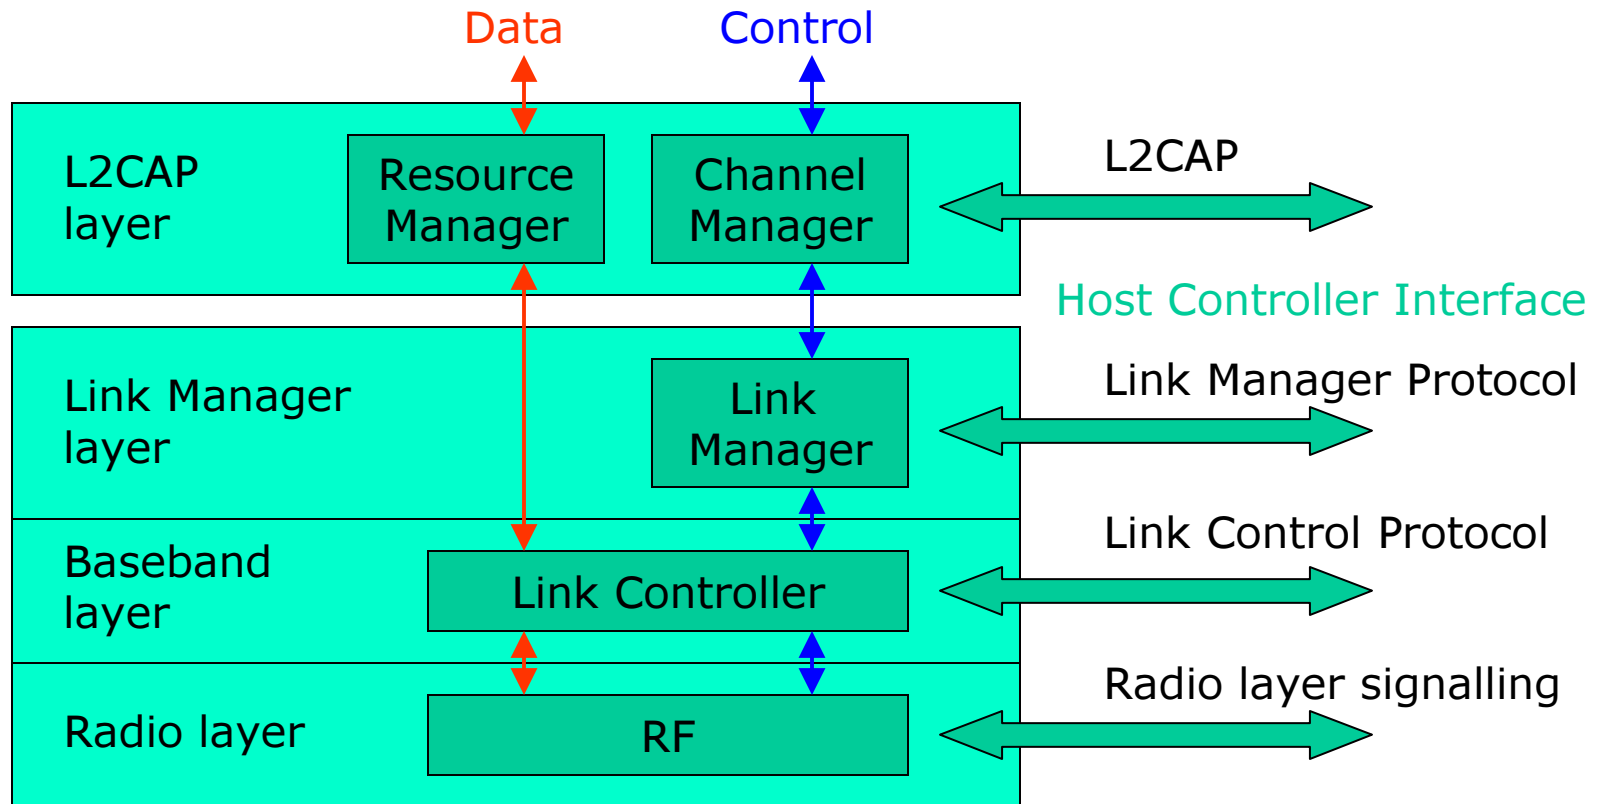 Data
Control
L2CAP
layer
Resource
Manager
Channel
Manager
L2CAP
Host Controller Interface
Link Manager
layer
Link
Manager
Link Manager Protocol
Baseband
layer
Link Controller
Link Control Protocol
Radio layer
RF
Radio layer signalling